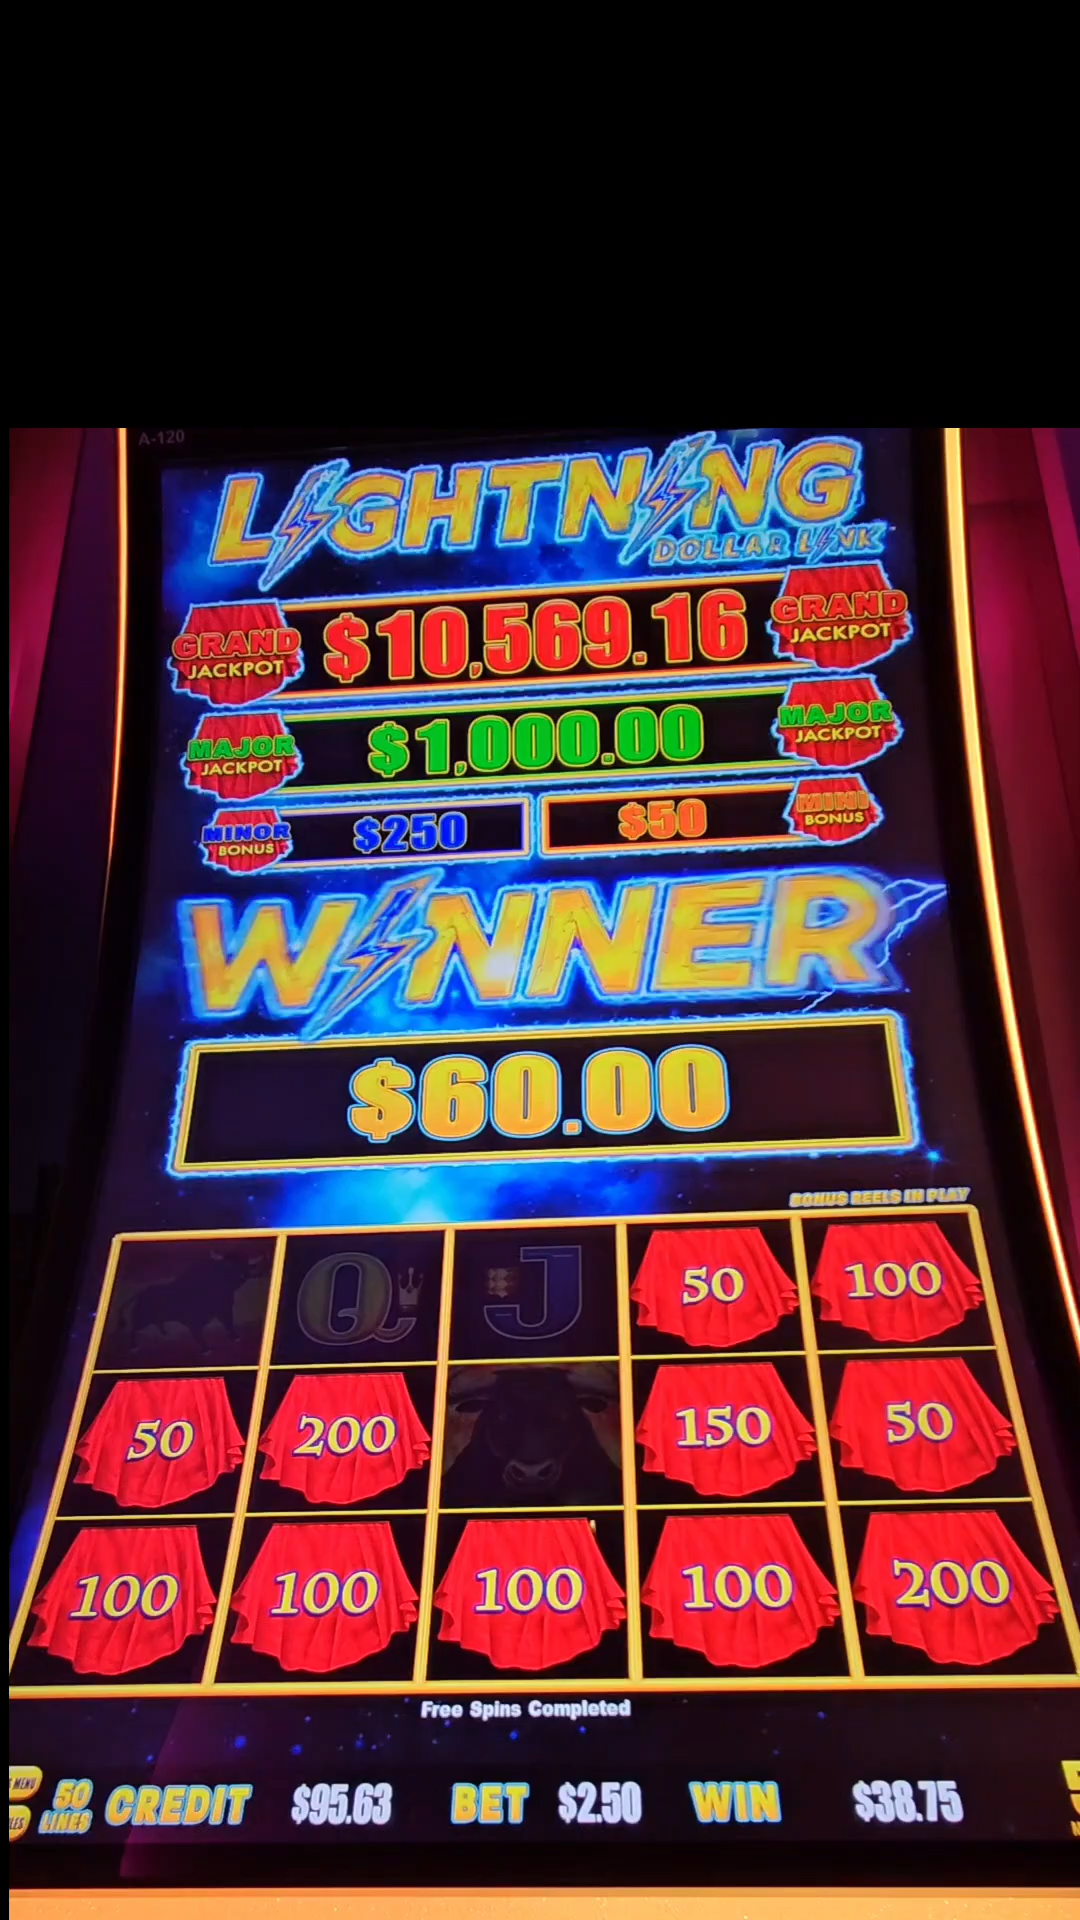 A-120
LIGHTNING
DOLLAR LINK
GRAND JACKPOT $10,569.16 GRAND JACKPOT
MAJOR JACKPOT $1,000.00 MAJOR JACKPOT
MINOR BONUS $250 $50 MINI BONUS
WINNER
$60.00
BONUS REELS IN PLAY
Q J 50 100
50 200 150 50
100 100 100 100 200
Free Spins Completed
MENU
50 LINES CREDIT $95.63 BET $2.50 WIN $38.75